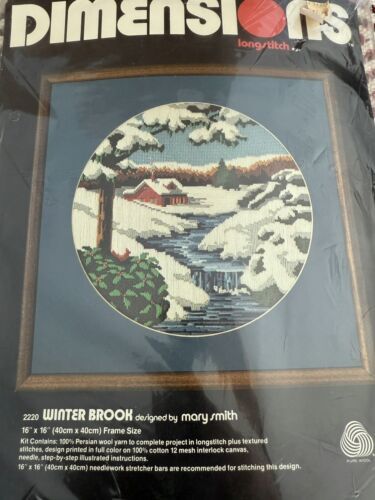 DIMENSIONS
longstitch
2220 WINTER BROOK designed by mary smith
16" x 16" (40cm x 40cm) Frame Size
Kit Contains: 100% Persian wool yarn to complete project in longstitch plus textured
stitches, design printed in full color on 100% cotton 12 mesh interlock canvas,
needle, step-by-step illustrated instructions.
16" x 16" (40cm x 40cm) needlework stretcher bars are recommended for stitching this design.
PURE WOOL